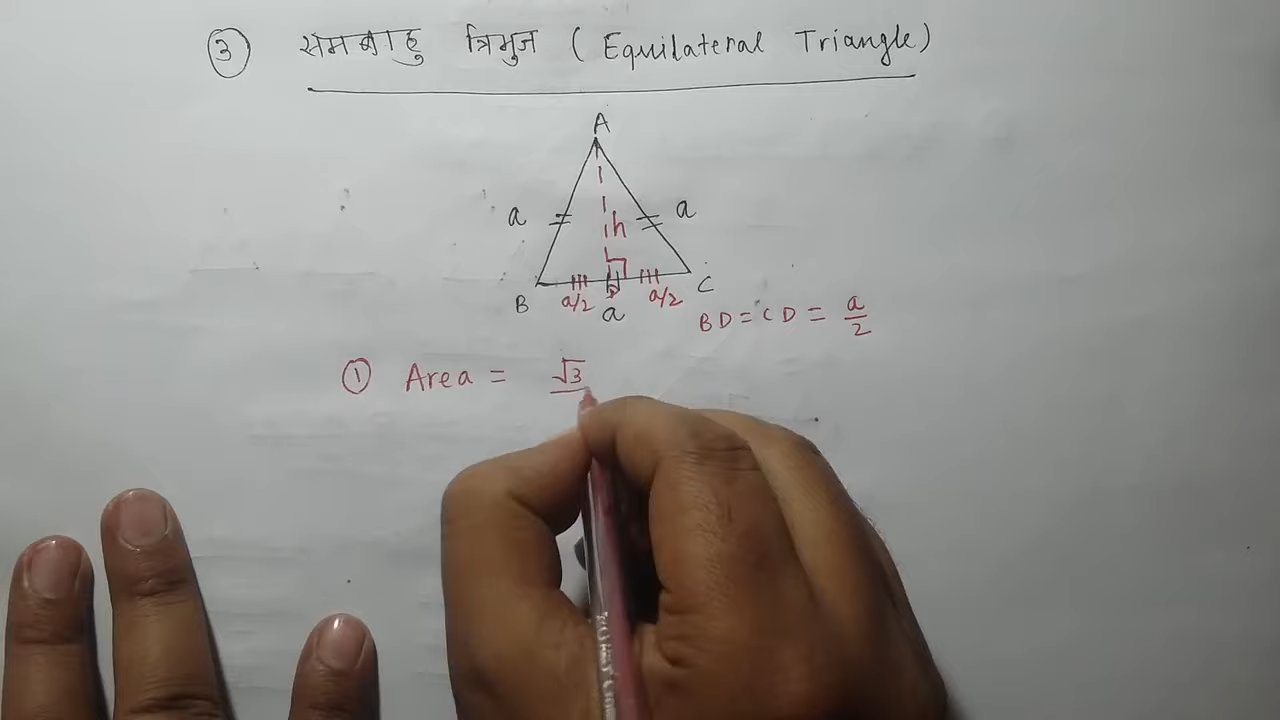 ③ समबाहु त्रिभुज (Equilateral Triangle)
A
a a
h
B a/2 D a/2 C
a
BD = CD = a/2
① Area = √3